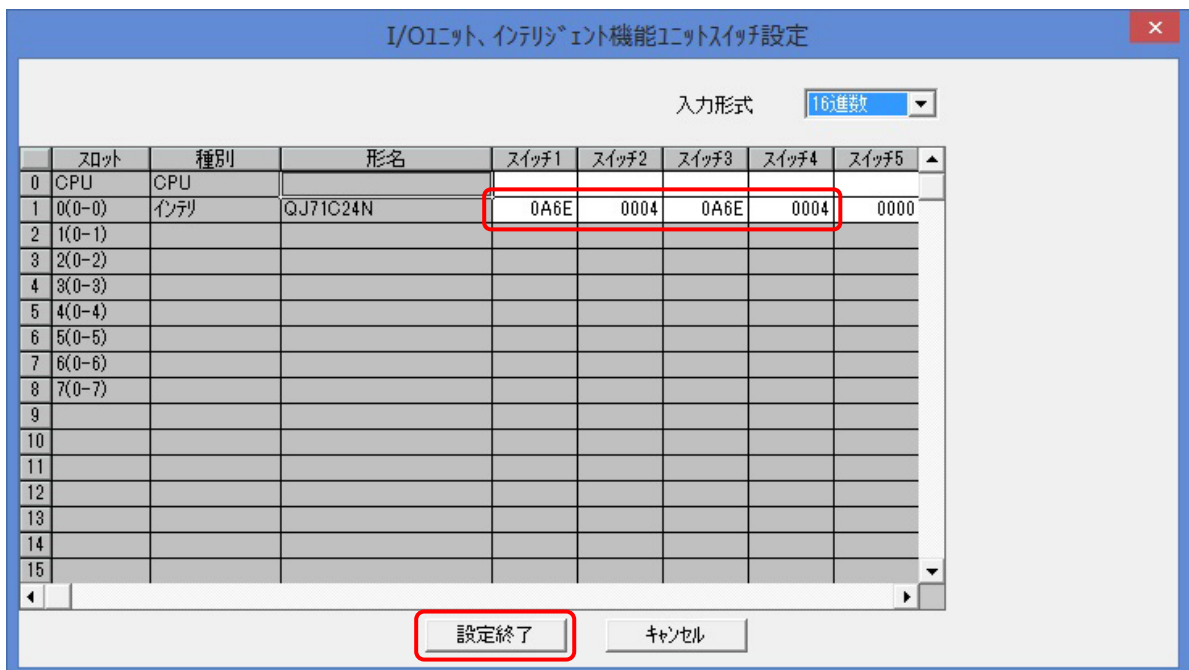 I/Oユニット、インテリジェント機能ユニットスイッチ設定
入力形式 16進数
スロット 種別 形名 スイッチ1 スイッチ2 スイッチ3 スイッチ4 スイッチ5
0 CPU CPU
1 0(0-0) インテリ QJ71C24N 0A6E 0004 0A6E 0004 0000
2 1(0-1)
3 2(0-2)
4 3(0-3)
5 4(0-4)
6 5(0-5)
7 6(0-6)
8 7(0-7)
9
10
11
12
13
14
15
設定終了 キャンセル